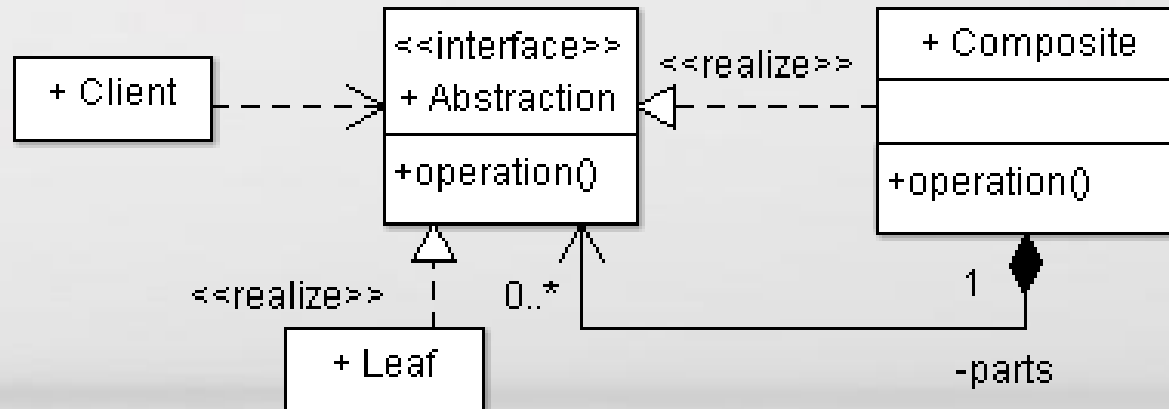 + Client
<<interface>>
+ Abstraction
+operation()
<<realize>>
+ Composite
+operation()
<<realize>>
0..*
1
+ Leaf
-parts